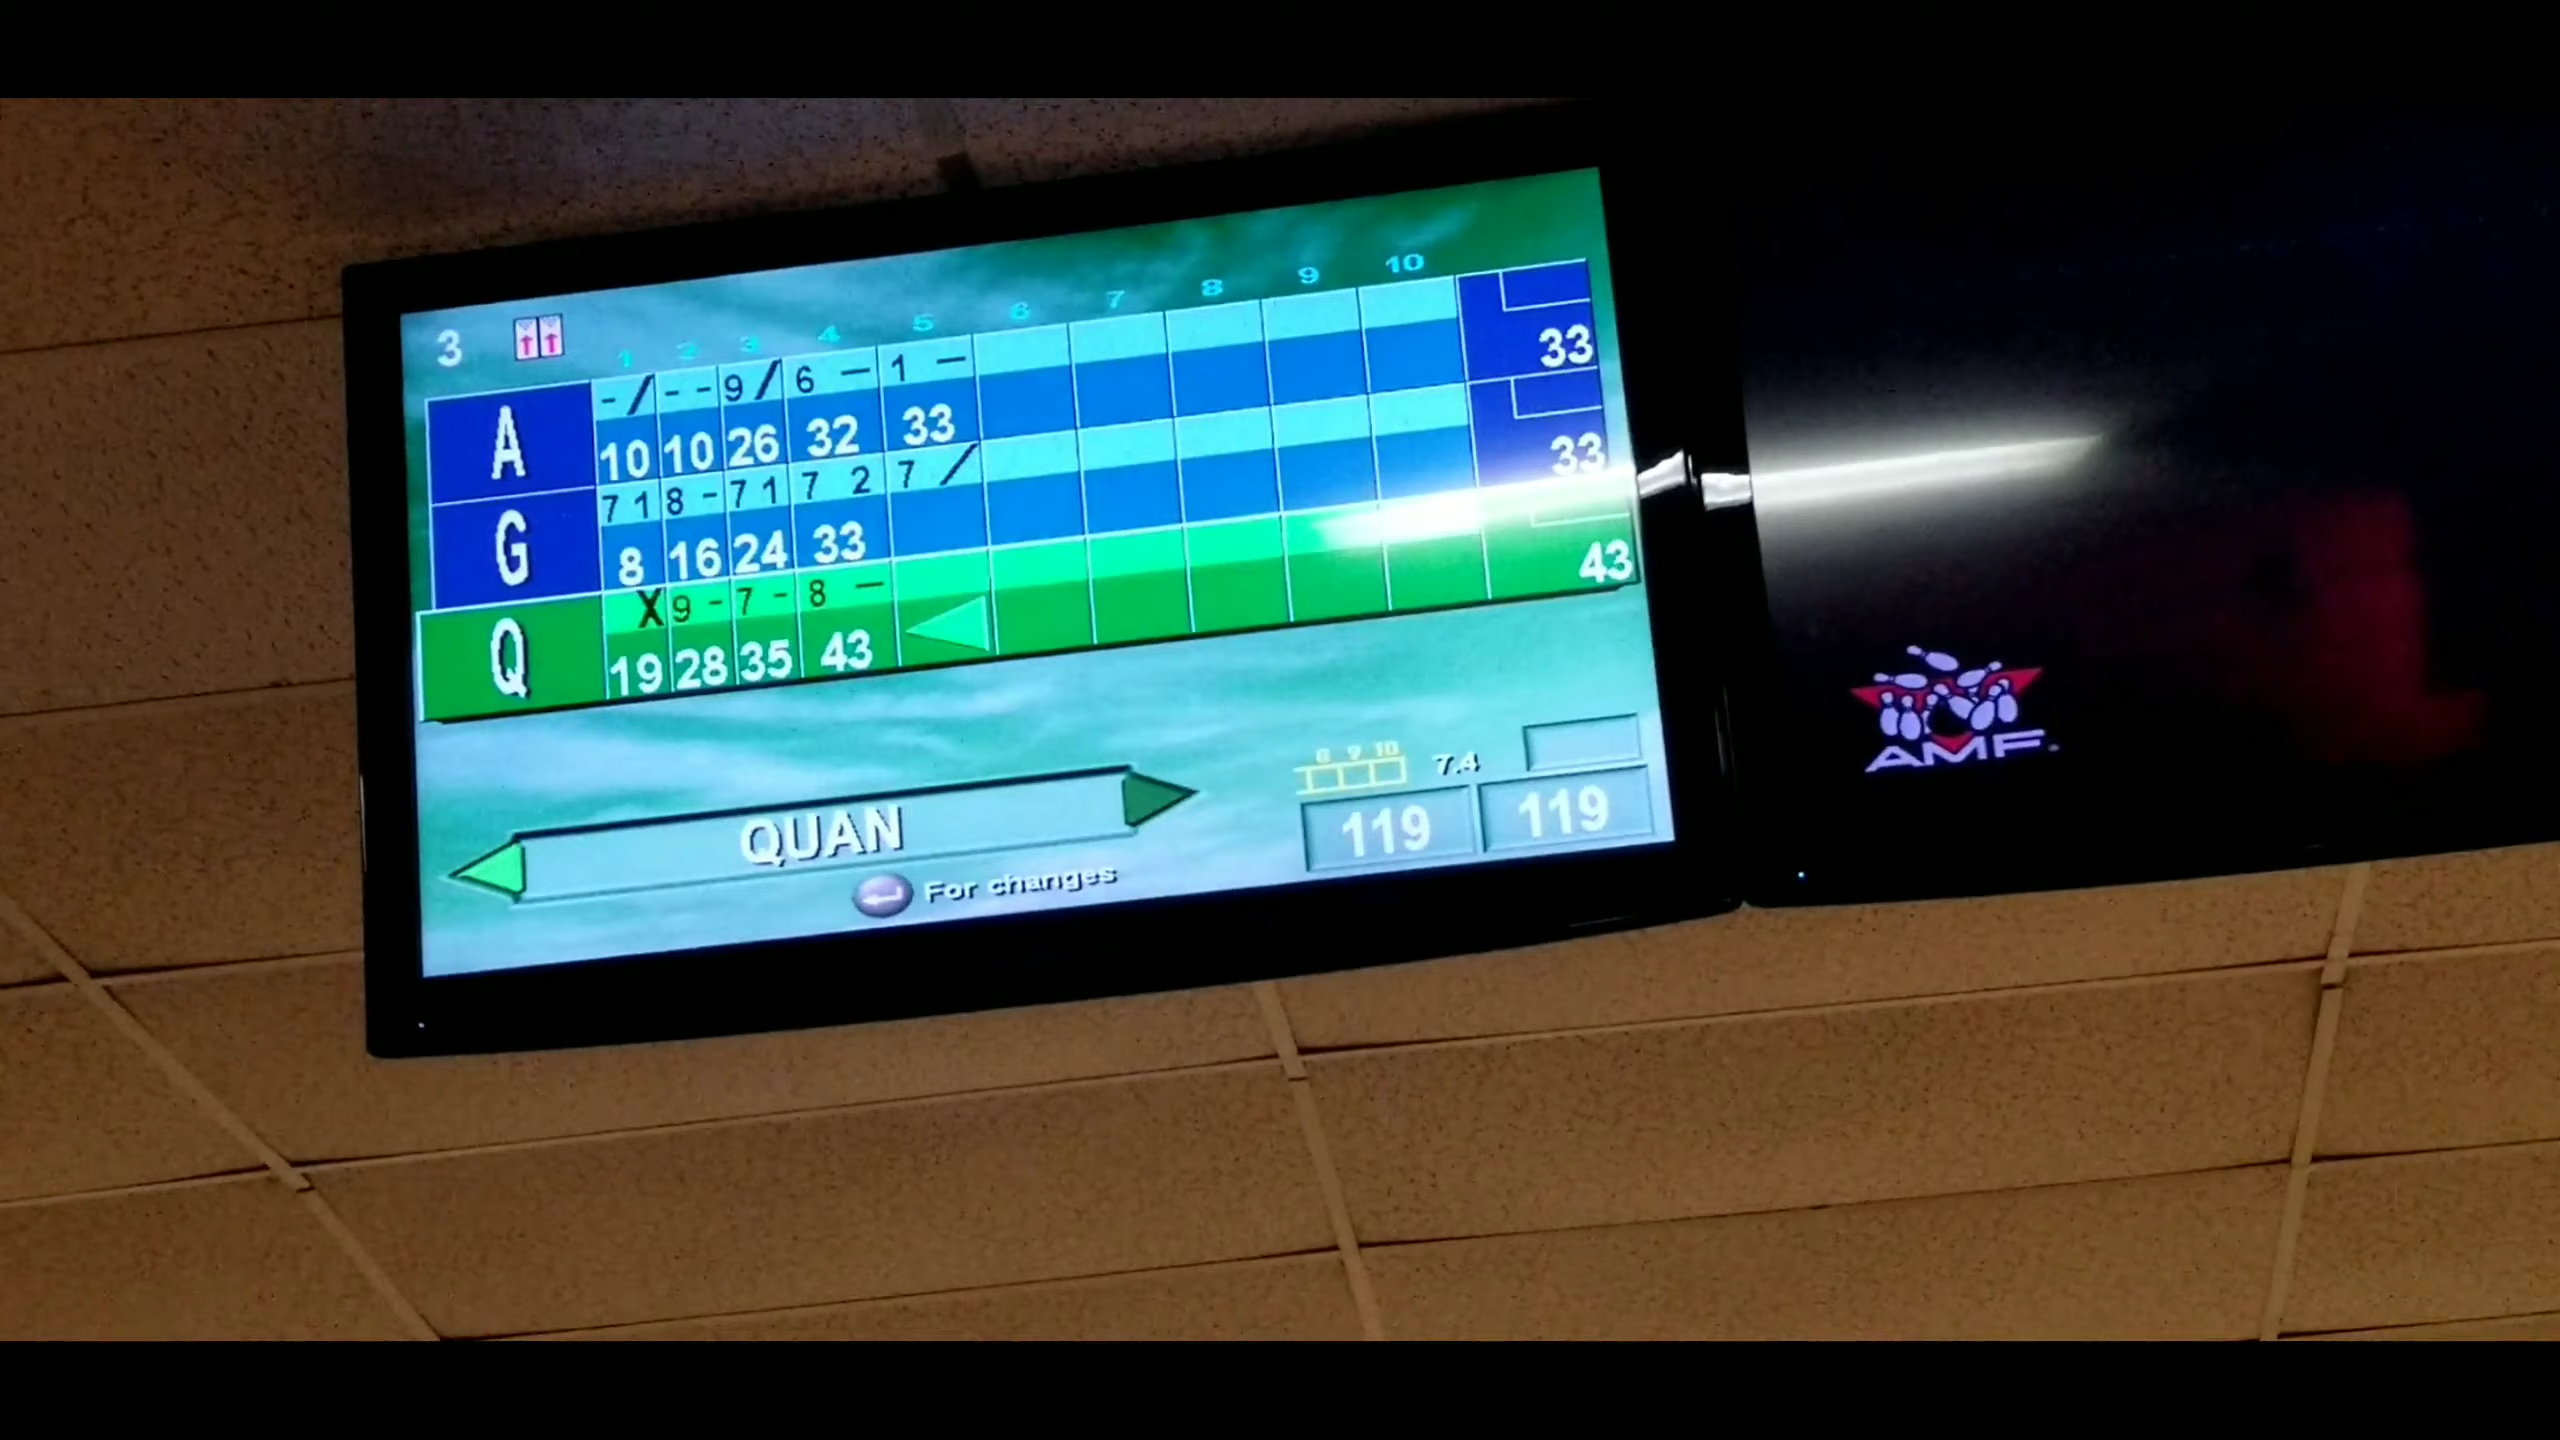 3
1 2 3 4 5 6 7 8 9 10
A - / - - 9 / 6 - 1 -
10 10 26 32 33 33
G 7 1 8 - 7 1 7 2 7 /
8 16 24 33 33
Q X 9 - 7 - 8 -
19 28 35 43 43
8 9 10 7.4
QUAN 119 119
For changes
AMF